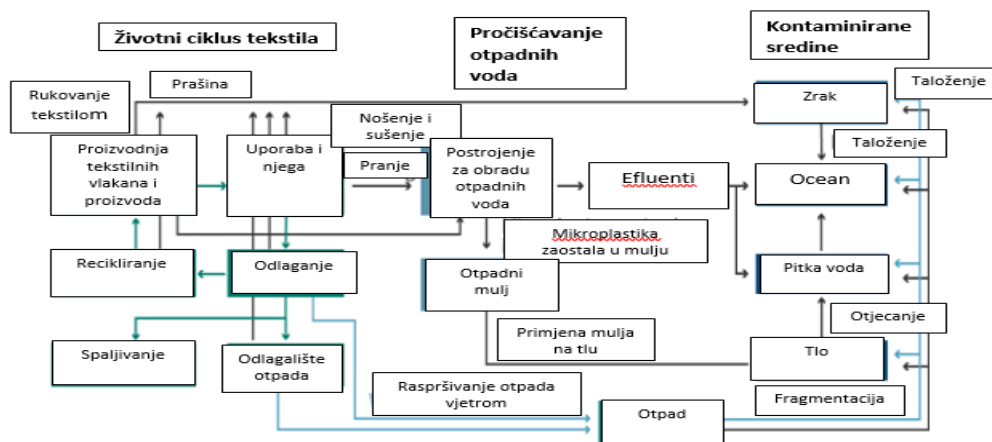 Životni ciklus tekstila
Pročišćavanje
otpadnih
voda
Kontaminirane
sredine
Rukovanje
tekstilom
Prašina
Zrak
Taloženje
Nošenje i
sušenje
Taloženje
Proizvodnja
tekstilnih
vlakana i
proizvoda
Uporaba i
njega
Pranje
Postrojenje
za obradu
otpadnih
voda
Efluenti
Ocean
Mikroplastika
zaostala u mulju
Recikliranje
Odlaganje
Otpadni
mulj
Pitka voda
Otjecanje
Primjena mulja
na tlu
Spaljivanje
Odlagalište
otpada
Tlo
Raspršivanje otpada
vjetrom
Fragmentacija
Otpad